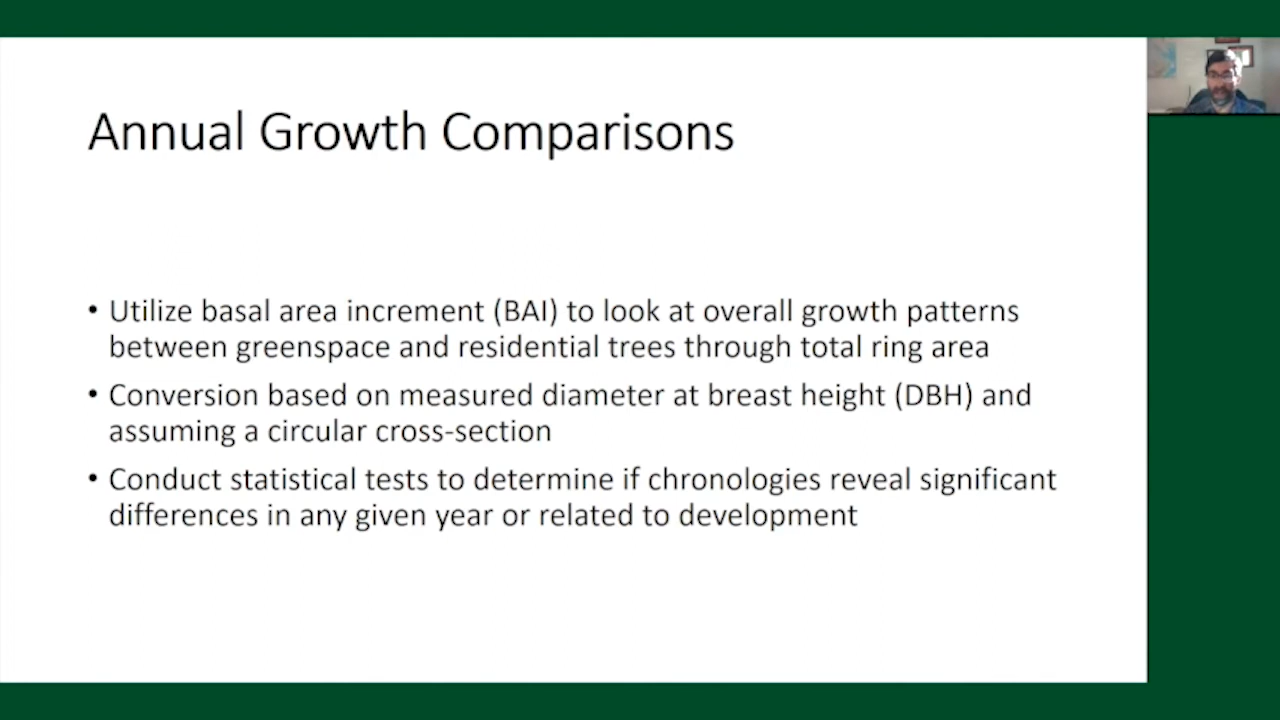 Annual Growth Comparisons
• Utilize basal area increment (BAI) to look at overall growth patterns
between greenspace and residential trees through total ring area
• Conversion based on measured diameter at breast height (DBH) and
assuming a circular cross-section
• Conduct statistical tests to determine if chronologies reveal significant
differences in any given year or related to development